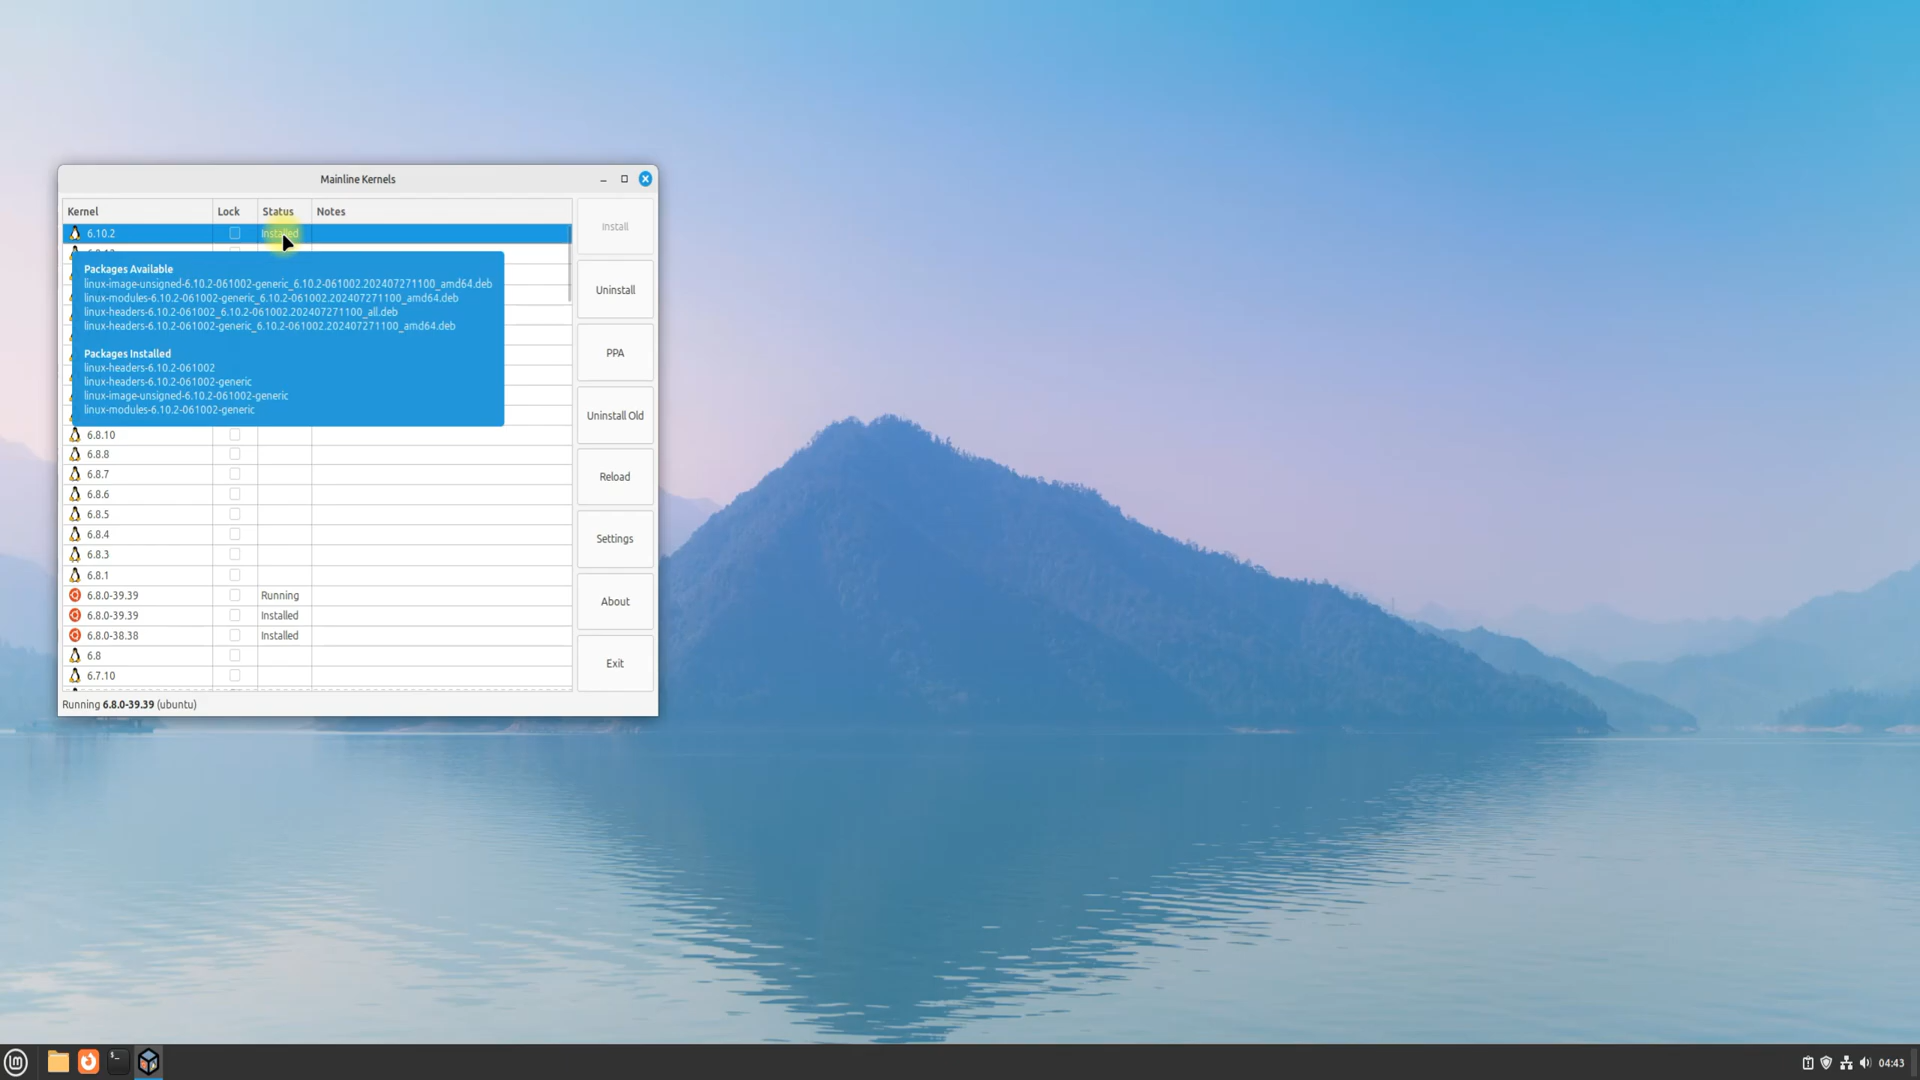 Mainline Kernels
Kernel Lock Status Notes
6.10.2 Installed
Packages Available
linux-image-unsigned-6.10.2-061002-generic_6.10.2-061002.202407271100_amd64.deb
linux-modules-6.10.2-061002-generic_6.10.2-061002.202407271100_amd64.deb
linux-headers-6.10.2-061002_6.10.2-061002.202407271100_all.deb
linux-headers-6.10.2-061002-generic_6.10.2-061002.202407271100_amd64.deb
Packages Installed
linux-headers-6.10.2-061002
linux-headers-6.10.2-061002-generic
linux-image-unsigned-6.10.2-061002-generic
linux-modules-6.10.2-061002-generic
6.8.10
6.8.8
6.8.7
6.8.6
6.8.5
6.8.4
6.8.3
6.8.1
6.8.0-39.39 Running
6.8.0-39.39 Installed
6.8.0-38.38 Installed
6.8
6.7.10
Install
Uninstall
PPA
Uninstall Old
Reload
Settings
About
Exit
Running 6.8.0-39.39 (ubuntu)
04:43